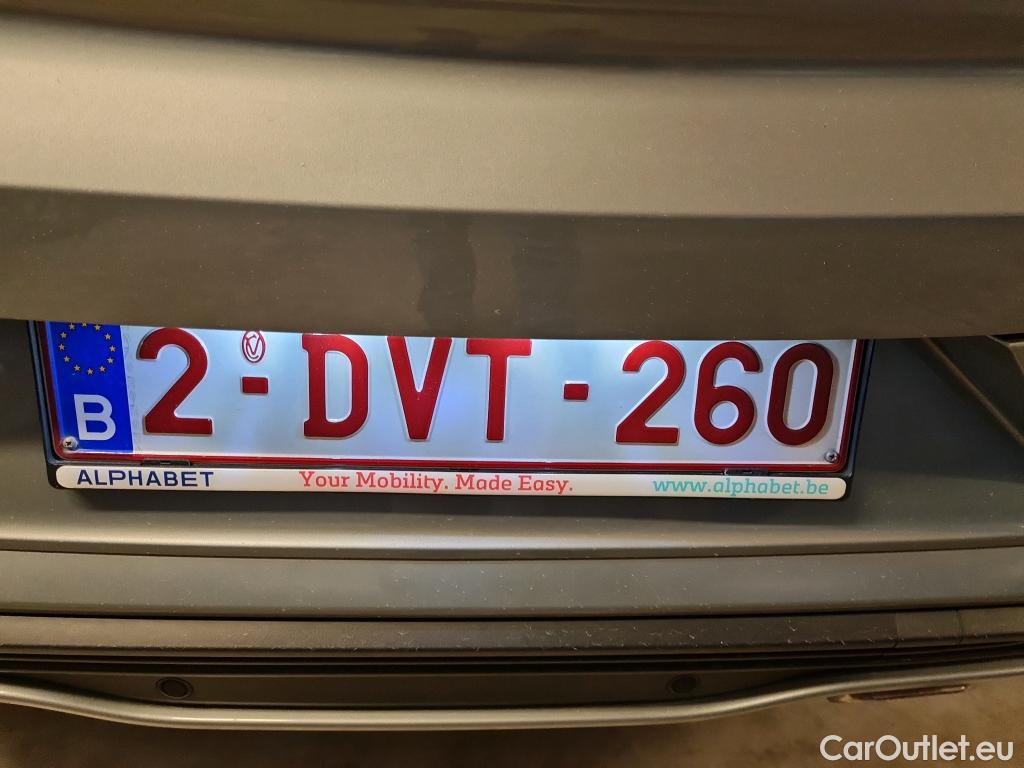 B 2-DVT-260
ALPHABET Your Mobility. Made Easy. www.alphabet.be
CarOutlet.eu